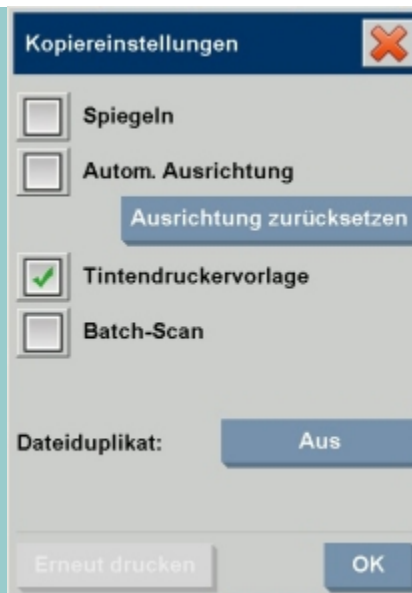 Kopiereinstellungen
Spiegeln
Autom. Ausrichtung
Ausrichtung zurücksetzen
Tintendruckervorlage
Batch-Scan
Dateiduplikat: Aus
Erneut drucken OK